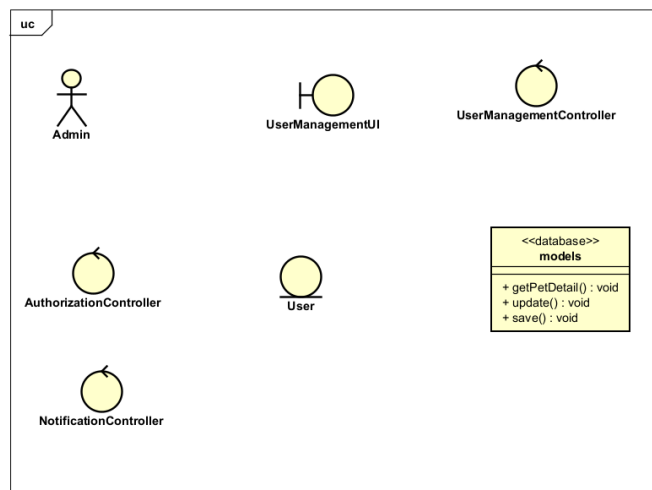 uc
Admin
UserManagementUI
UserManagementController
AuthorizationController
User
<<database>>
models
+ getPetDetail() : void
+ update() : void
+ save() : void
NotificationController